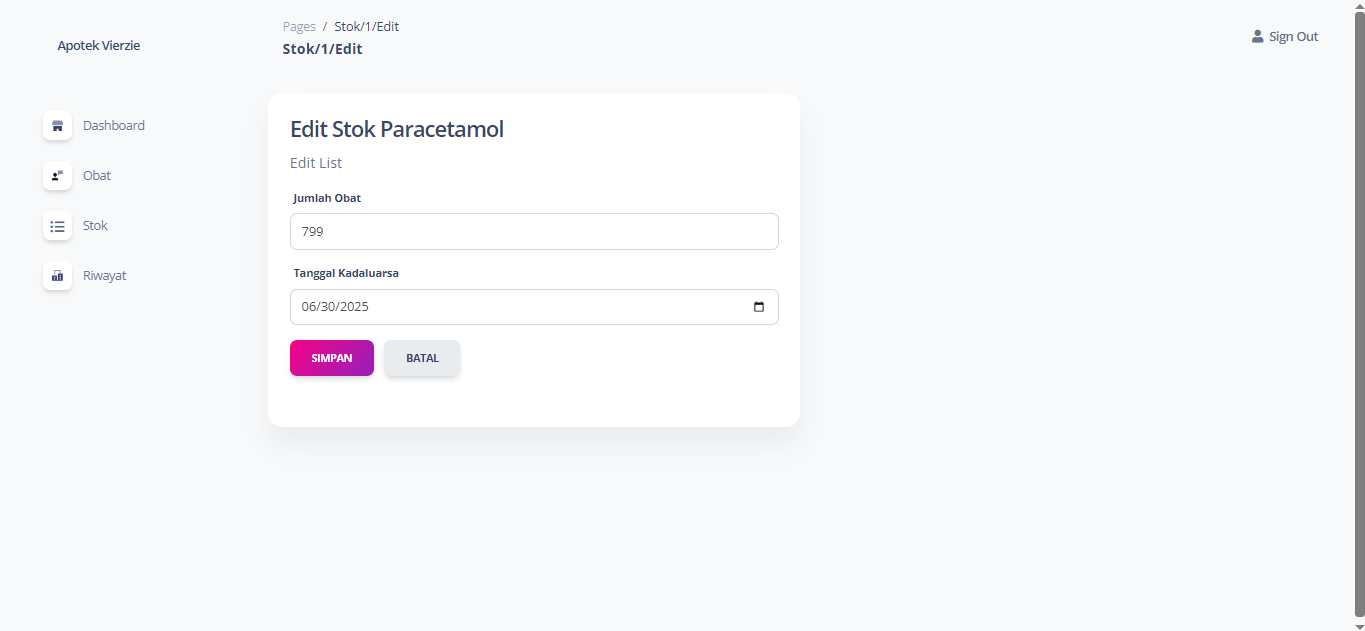 Apotek Vierzie
Dashboard
Obat
Stok
Riwayat
Pages / Stok/1/Edit
Stok/1/Edit
Sign Out
Edit Stok Paracetamol
Edit List
Jumlah Obat
799
Tanggal Kadaluarsa
06/30/2025
SIMPAN BATAL